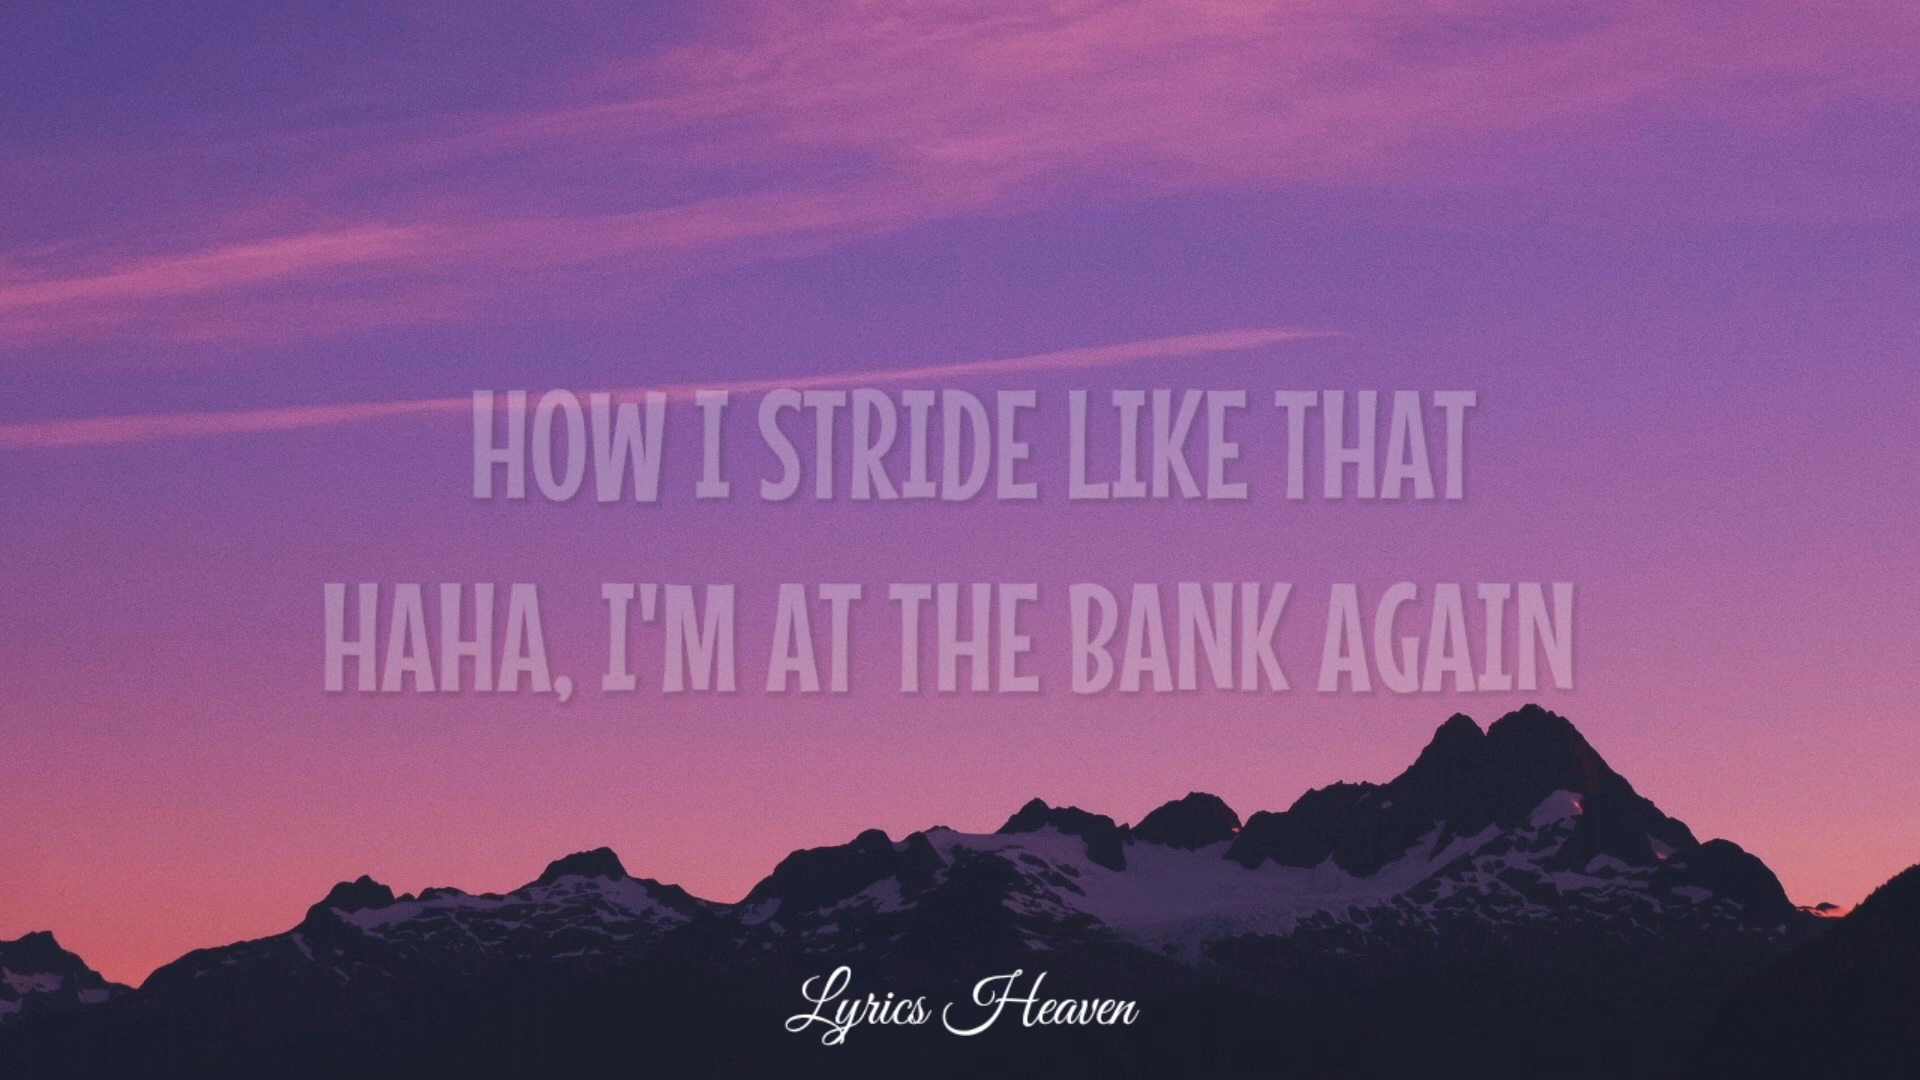 HOW I STRIDE LIKE THAT
HAHA, I'M AT THE BANK AGAIN
Lyrics Heaven